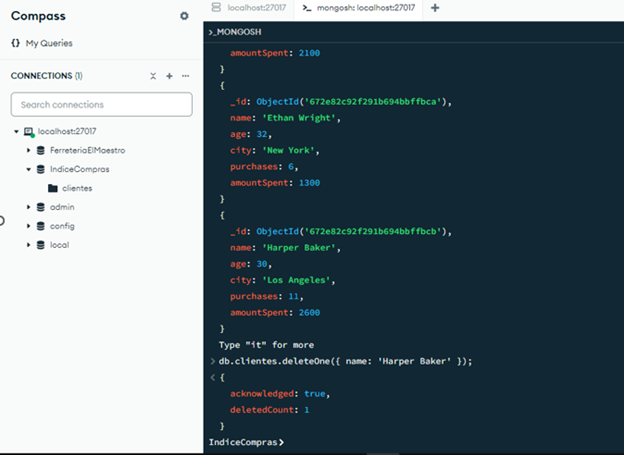 Compass
{} My Queries
CONNECTIONS (1)
Search connections
localhost:27017
FerreteriaElMaestro
IndiceCompras
clientes
admin
config
local
localhost:27017
>_ mongosh: localhost:27017
>_MONGOSH
amountSpent: 2100
}
{
_id: ObjectId('672e82c92f291b694bbffbca'),
name: 'Ethan Wright',
age: 32,
city: 'New York',
purchases: 6,
amountSpent: 1300
}
{
_id: ObjectId('672e82c92f291b694bbffbcb'),
name: 'Harper Baker',
age: 30,
city: 'Los Angeles',
purchases: 11,
amountSpent: 2600
}
Type "it" for more
> db.clientes.deleteOne({ name: 'Harper Baker' });
< {
acknowledged: true,
deletedCount: 1
}
IndiceCompras>